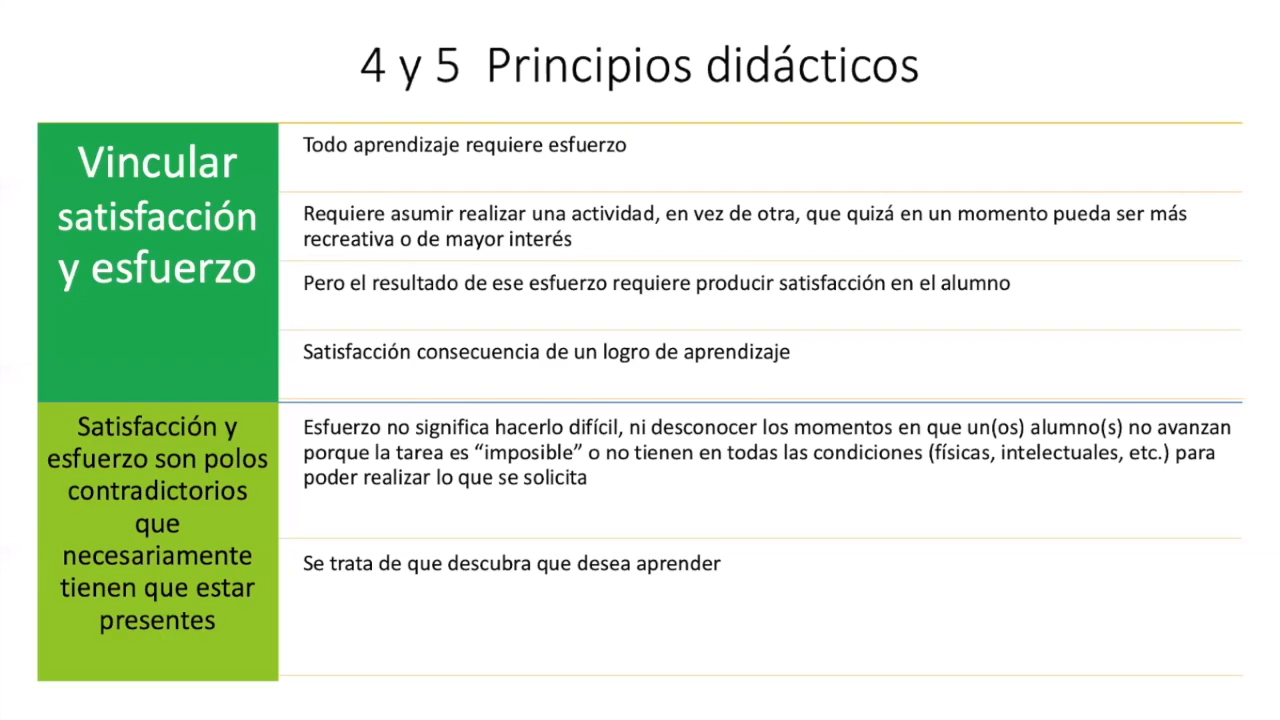 4 y 5 Principios didácticos
Vincular
satisfacción
y esfuerzo
Todo aprendizaje requiere esfuerzo
Requiere asumir realizar una actividad, en vez de otra, que quizá en un momento pueda ser más
recreativa o de mayor interés
Pero el resultado de ese esfuerzo requiere producir satisfacción en el alumno
Satisfacción consecuencia de un logro de aprendizaje
Satisfacción y
esfuerzo son polos
contradictorios
que
necesariamente
tienen que estar
presentes
Esfuerzo no significa hacerlo difícil, ni desconocer los momentos en que un(os) alumno(s) no avanzan
porque la tarea es “imposible” o no tienen en todas las condiciones (físicas, intelectuales, etc.) para
poder realizar lo que se solicita
Se trata de que descubra que desea aprender